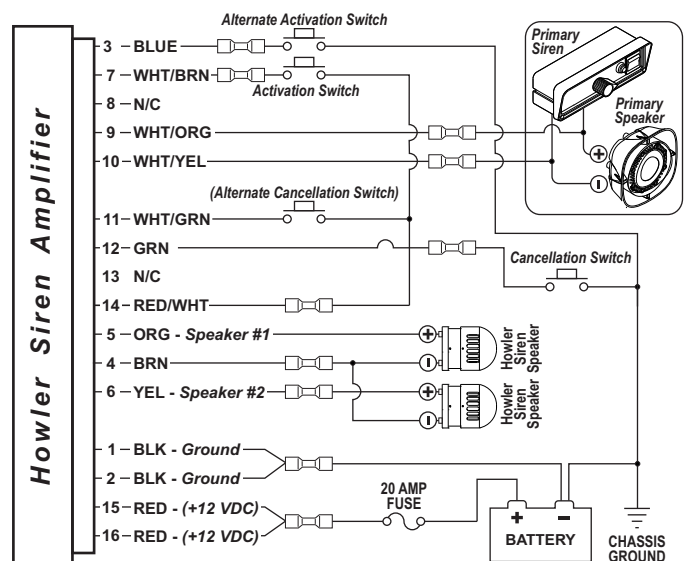 Howler Siren Amplifier
Alternate Activation Switch
3 – BLUE
7 – WHT/BRN
Activation Switch
8 – N/C
9 – WHT/ORG
10 – WHT/YEL
Primary
Siren
Primary
Speaker
+
–
(Alternate Cancellation Switch)
11 – WHT/GRN
12 – GRN
Cancellation Switch
13 N/C
14 – RED/WHT
5 – ORG - Speaker #1
4 – BRN
6 – YEL - Speaker #2
+
–
Howler
Siren
Speaker
+
–
Howler
Siren
Speaker
1 – BLK - Ground
2 – BLK - Ground
15 – RED - (+12 VDC)
16 – RED - (+12 VDC)
20 AMP
FUSE
+ –
BATTERY
CHASSIS
GROUND